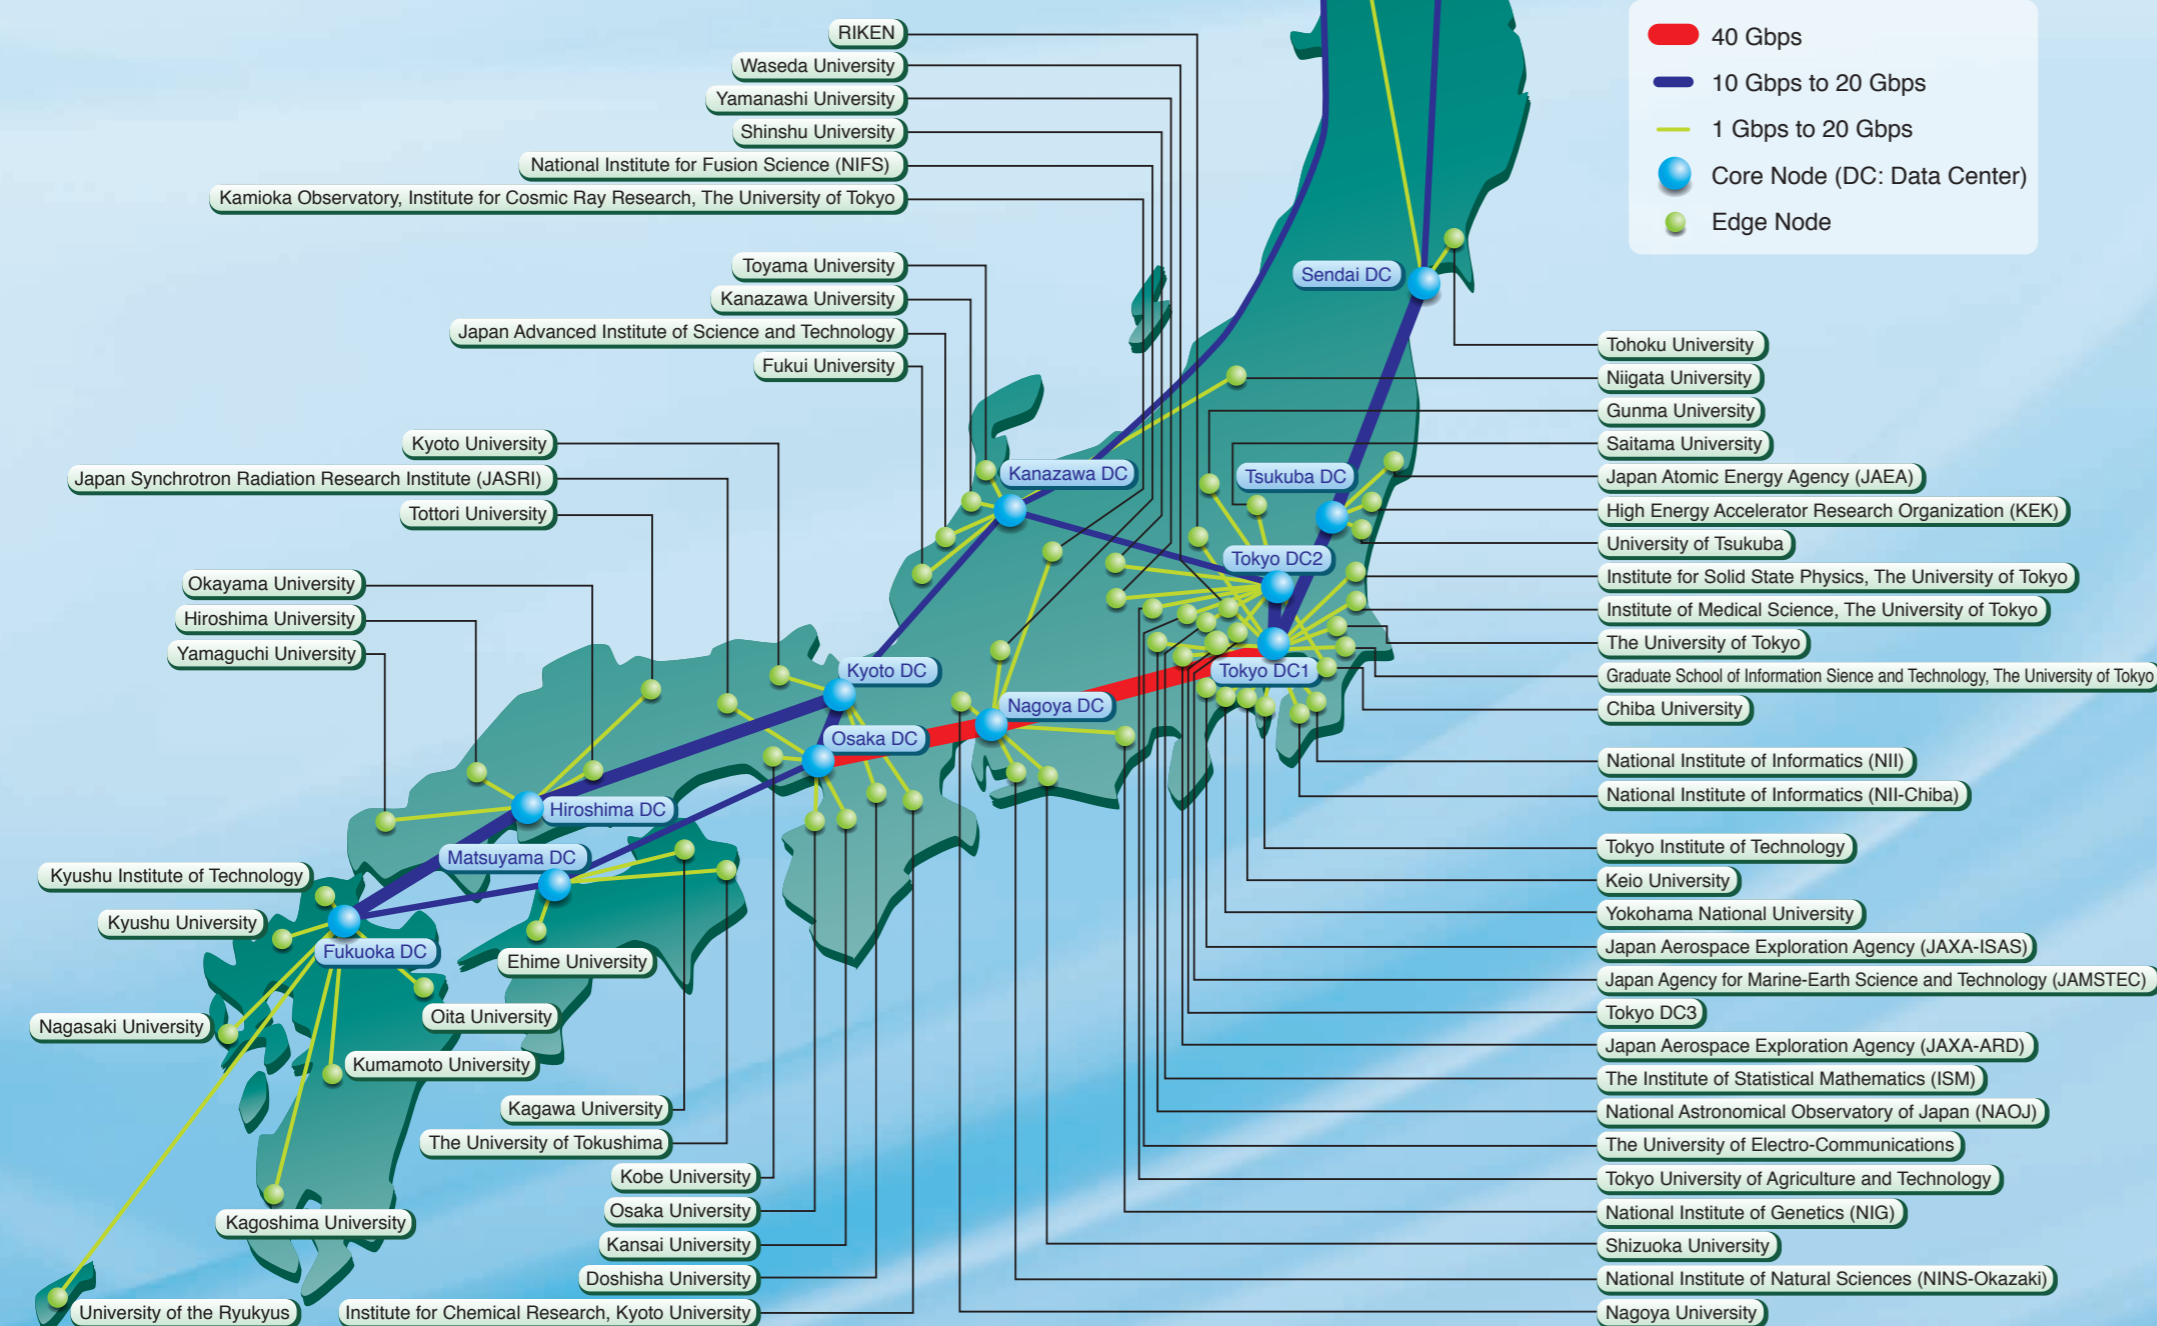 RIKEN
Waseda University
Yamanashi University
Shinshu University
National Institute for Fusion Science (NIFS)
Kamioka Observatory, Institute for Cosmic Ray Research, The University of Tokyo
Toyama University
Kanazawa University
Japan Advanced Institute of Science and Technology
Fukui University
Kyoto University
Japan Synchrotron Radiation Research Institute (JASRI)
Tottori University
Okayama University
Hiroshima University
Yamaguchi University
40 Gbps
10 Gbps to 20 Gbps
1 Gbps to 20 Gbps
Core Node (DC: Data Center)
Edge Node
Sendai DC
Kanazawa DC
Tsukuba DC
Tokyo DC2
Tokyo DC1
Kyoto DC
Nagoya DC
Osaka DC
Hiroshima DC
Matsuyama DC
Fukuoka DC
Tohoku University
Niigata University
Gunma University
Saitama University
Japan Atomic Energy Agency (JAEA)
High Energy Accelerator Research Organization (KEK)
University of Tsukuba
Institute for Solid State Physics, The University of Tokyo
Institute of Medical Science, The University of Tokyo
The University of Tokyo
Graduate School of Information Sience and Technology, The University of Tokyo
Chiba University
National Institute of Informatics (NII)
National Institute of Informatics (NII-Chiba)
Tokyo Institute of Technology
Keio University
Yokohama National University
Japan Aerospace Exploration Agency (JAXA-ISAS)
Japan Agency for Marine-Earth Science and Technology (JAMSTEC)
Tokyo DC3
Japan Aerospace Exploration Agency (JAXA-ARD)
The Institute of Statistical Mathematics (ISM)
National Astronomical Observatory of Japan (NAOJ)
The University of Electro-Communications
Tokyo University of Agriculture and Technology
National Institute of Genetics (NIG)
Shizuoka University
National Institute of Natural Sciences (NINS-Okazaki)
Nagoya University
Kyushu Institute of Technology
Kyushu University
Ehime University
Oita University
Nagasaki University
Kumamoto University
Kagawa University
The University of Tokushima
Kobe University
Osaka University
Kagoshima University
Kansai University
Doshisha University
University of the Ryukyus
Institute for Chemical Research, Kyoto University